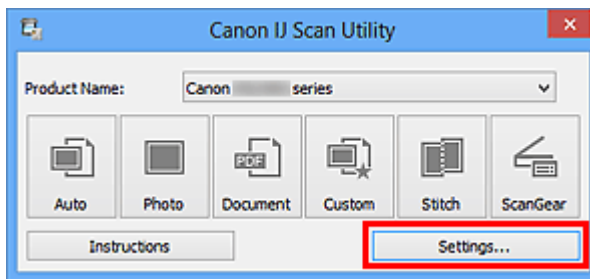 Canon IJ Scan Utility
Product Name: Canon series
PDF
Auto Photo Document Custom Stitch ScanGear
Instructions Settings...